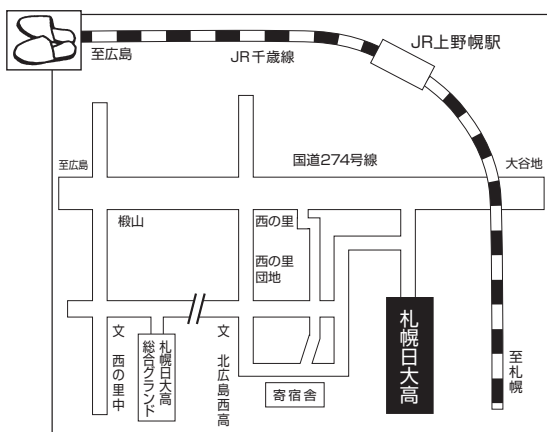 JR上野幌駅
至広島
JR千歳線
至広島
国道274号線
大谷地
椴山
西の里
西の里
団地
札幌日大高
至札幌
文 西の里中
札幌日大高
総合グランド
文 北広島西高
寄宿舎